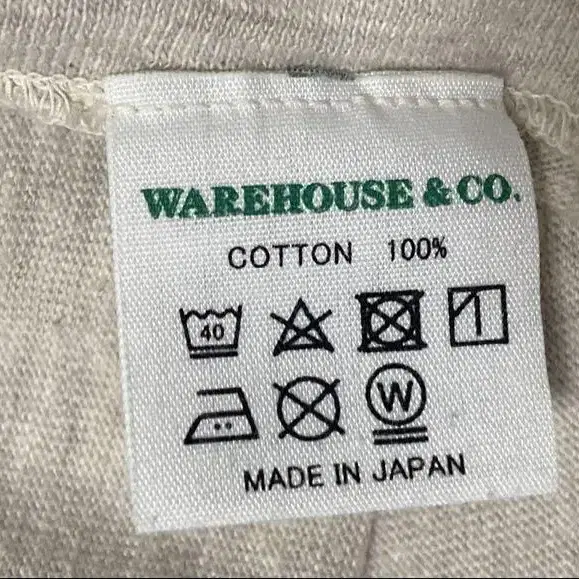 WAREHOUSE & CO.
COTTON 100%
40
W
MADE IN JAPAN